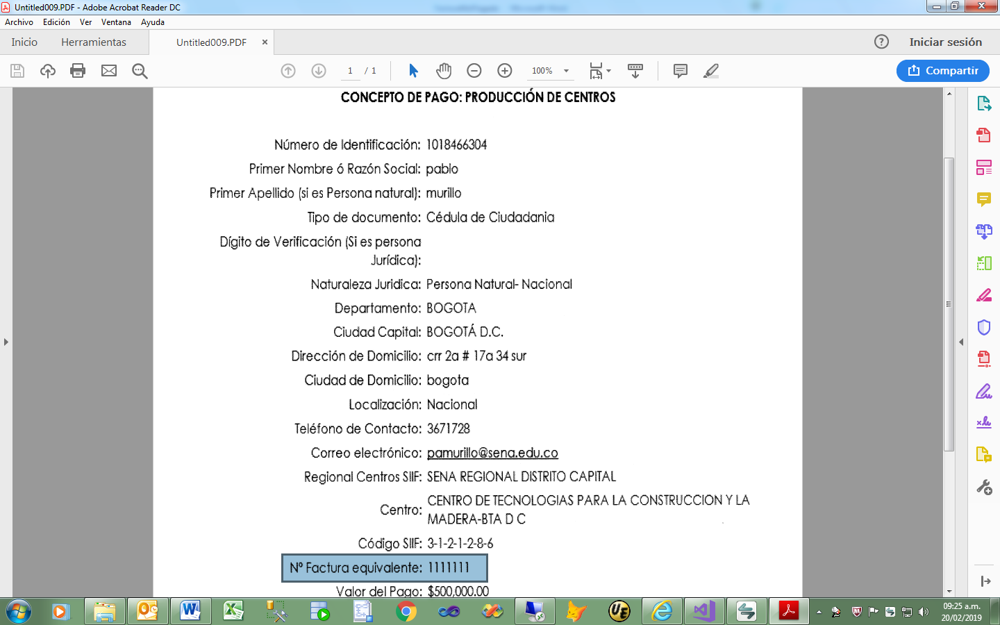 Untitled009.PDF - Adobe Acrobat Reader DC
Archivo Edición Ver Ventana Ayuda
Inicio Herramientas Untitled009.PDF × Iniciar sesión
1 / 1 100% Compartir
CONCEPTO DE PAGO: PRODUCCIÓN DE CENTROS
Número de Identificación: 1018466304
Primer Nombre ó Razón Social: pablo
Primer Apellido (si es Persona natural): murillo
Tipo de documento: Cédula de Ciudadania
Dígito de Verificación (Si es persona
Jurídica):
Naturaleza Juridica: Persona Natural- Nacional
Departamento: BOGOTA
Ciudad Capital: BOGOTÁ D.C.
Dirección de Domicilio: crr 2a # 17a 34 sur
Ciudad de Domicilio: bogota
Localización: Nacional
Teléfono de Contacto: 3671728
Correo electrónico: pamurillo@sena.edu.co
Regional Centros SIIF: SENA REGIONAL DISTRITO CAPITAL
Centro: CENTRO DE TECNOLOGIAS PARA LA CONSTRUCCION Y LA
MADERA-BTA D C
Código SIIF: 3-1-2-1-2-8-6
Nº Factura equivalente: 1111111
Valor del Pago: $500,000.00
09:25 a.m.
20/02/2019